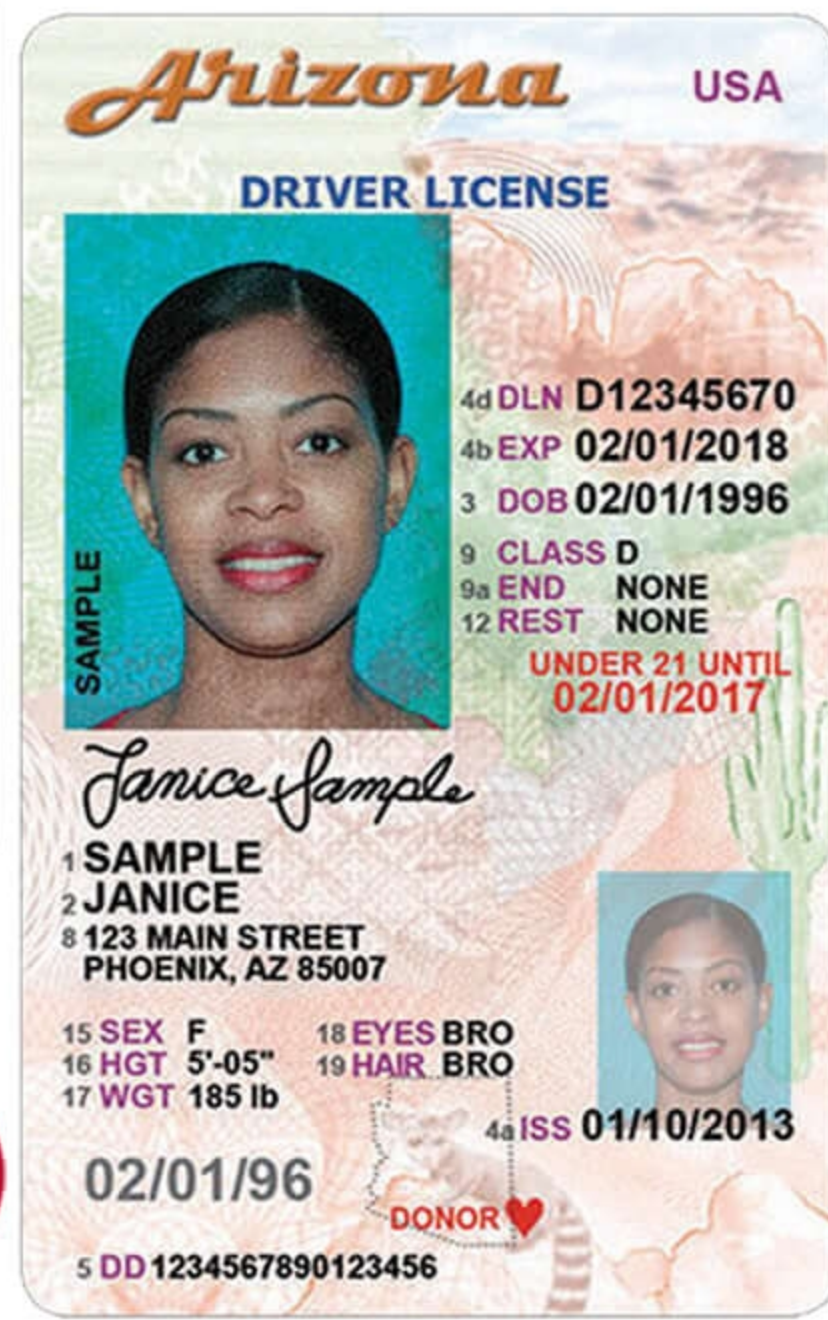 Arizona USA
DRIVER LICENSE
SAMPLE
4d DLN D12345670
4b EXP 02/01/2018
3 DOB 02/01/1996
9 CLASS D
9a END NONE
12 REST NONE
UNDER 21 UNTIL
02/01/2017
Janice Sample
1 SAMPLE
2 JANICE
8 123 MAIN STREET
PHOENIX, AZ 85007
15 SEX F 18 EYES BRO
16 HGT 5'-05" 19 HAIR BRO
17 WGT 185 lb
4a ISS 01/10/2013
02/01/96
DONOR
5 DD 1234567890123456